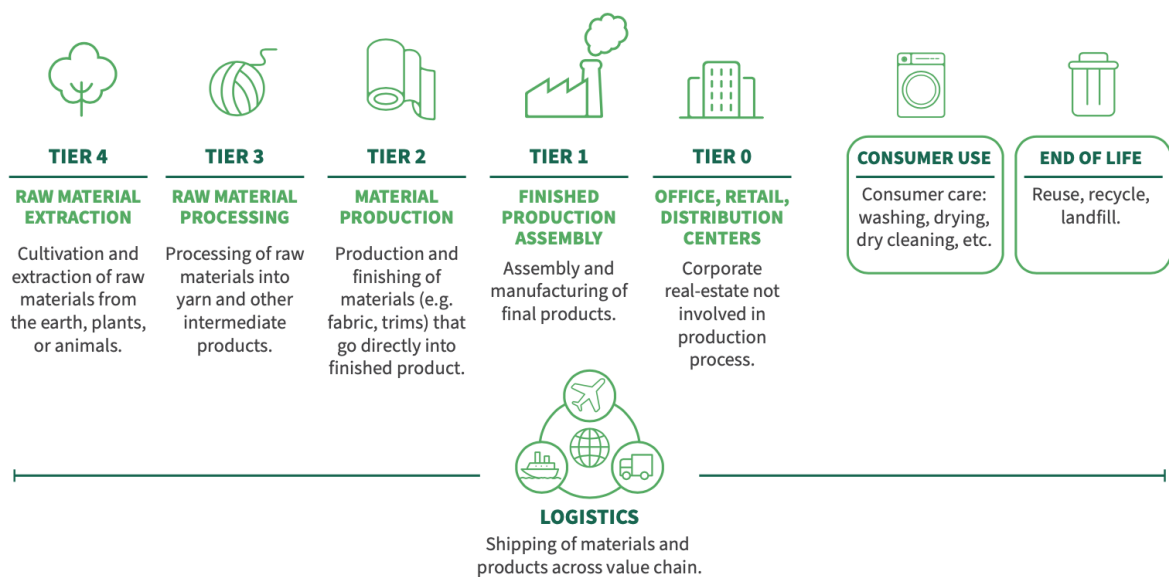 TIER 4
RAW MATERIAL
EXTRACTION
Cultivation and
extraction of raw
materials from
the earth, plants,
or animals.
TIER 3
RAW MATERIAL
PROCESSING
Processing of raw
materials into
yarn and other
intermediate
products.
TIER 2
MATERIAL
PRODUCTION
Production and
finishing of
materials (e.g.
fabric, trims) that
go directly into
finished product.
TIER 1
FINISHED
PRODUCTION
ASSEMBLY
Assembly and
manufacturing of
final products.
TIER 0
OFFICE, RETAIL,
DISTRIBUTION
CENTERS
Corporate
real-estate not
involved in
production
process.
CONSUMER USE
Consumer care:
washing, drying,
dry cleaning, etc.
END OF LIFE
Reuse, recycle,
landfill.
LOGISTICS
Shipping of materials and
products across value chain.